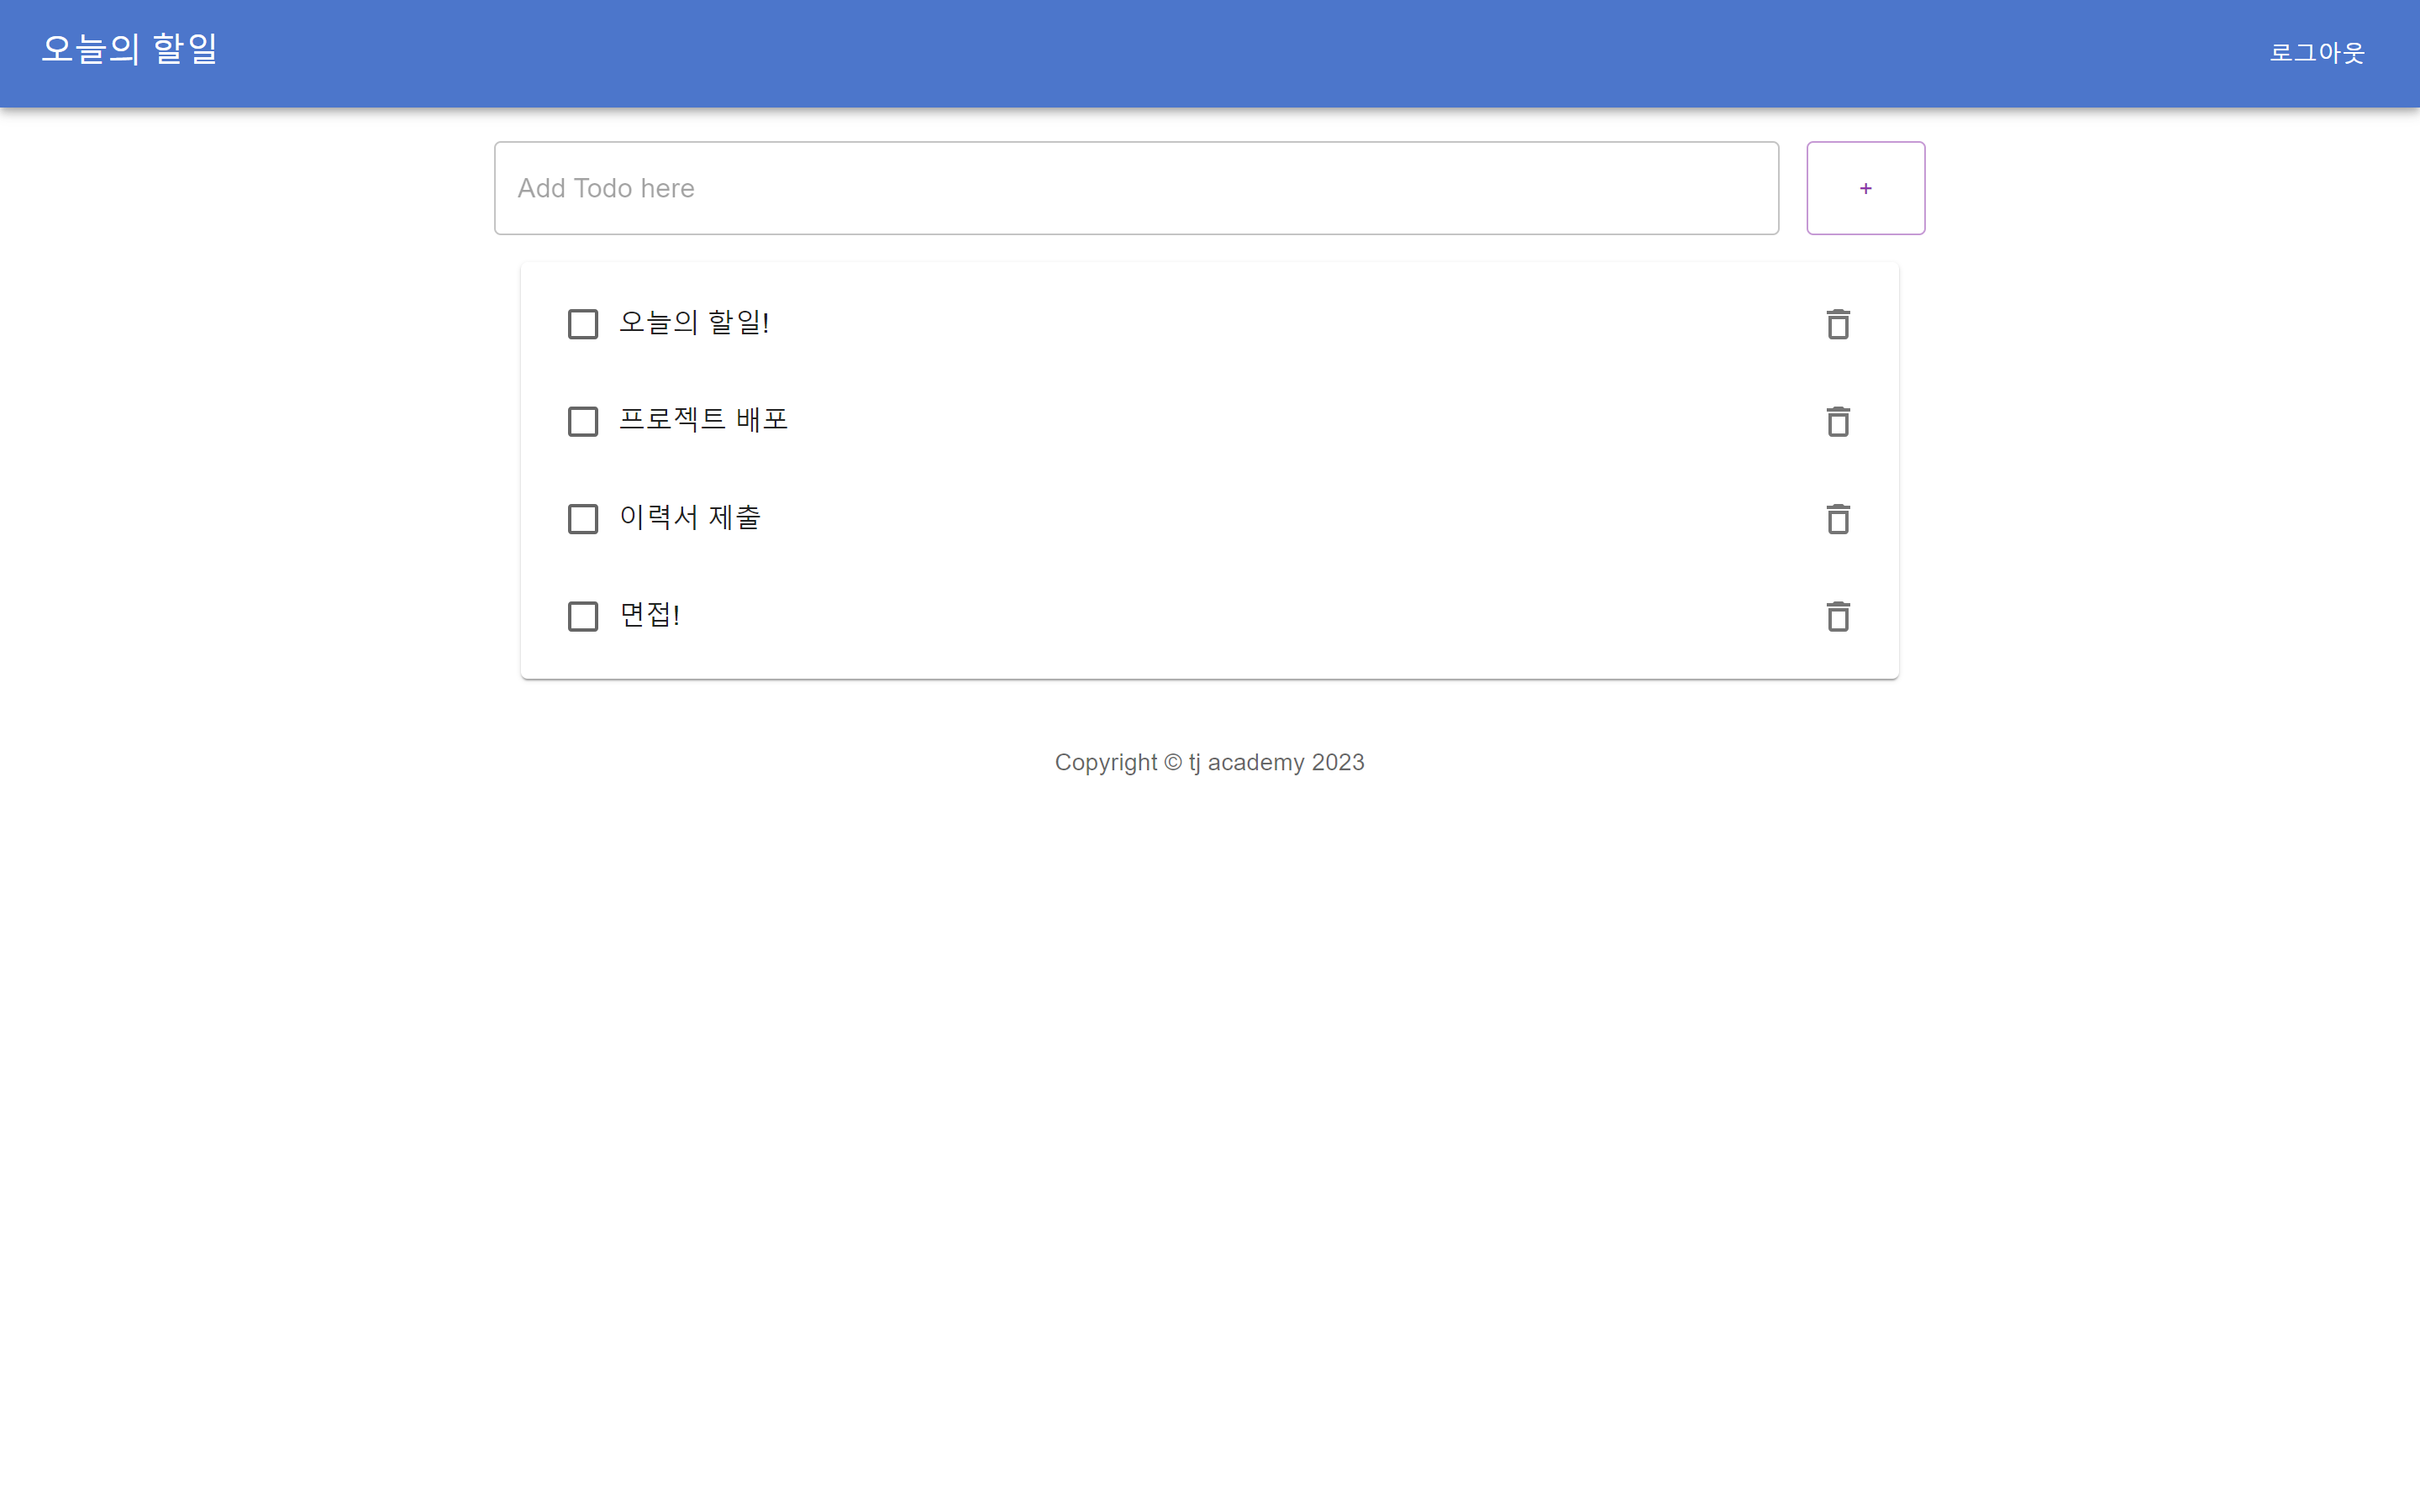 오늘의 할일
로그아웃
Add Todo here
+
오늘의 할일!
프로젝트 배포
이력서 제출
면접!
Copyright © tj academy 2023